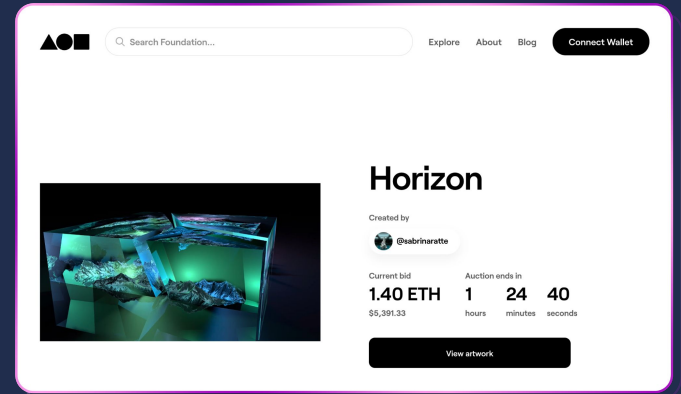 Search Foundation...
Explore About Blog Connect Wallet
Horizon
Created by
@sabrinaratte
Current bid Auction ends in
1.40 ETH 1 24 40
$5,391.33 hours minutes seconds
View artwork